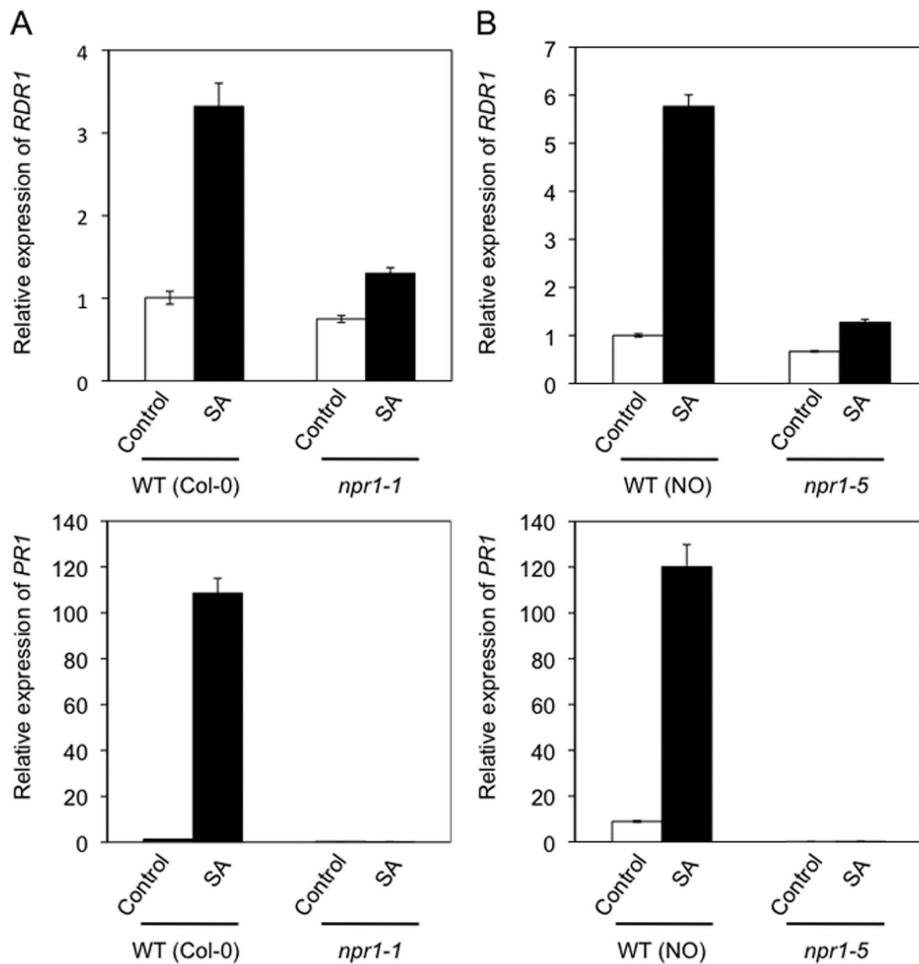 A
Relative expression of RDR1
4
3
2
1
0
Control
SA
Control
SA
WT (Col-0)
npr1-1
B
Relative expression of RDR1
7
6
5
4
3
2
1
0
Control
SA
Control
SA
WT (NO)
npr1-5
Relative expression of PR1
140
120
100
80
60
40
20
0
Control
SA
Control
SA
WT (Col-0)
npr1-1
Relative expression of PR1
140
120
100
80
60
40
20
0
Control
SA
Control
SA
WT (NO)
npr1-5